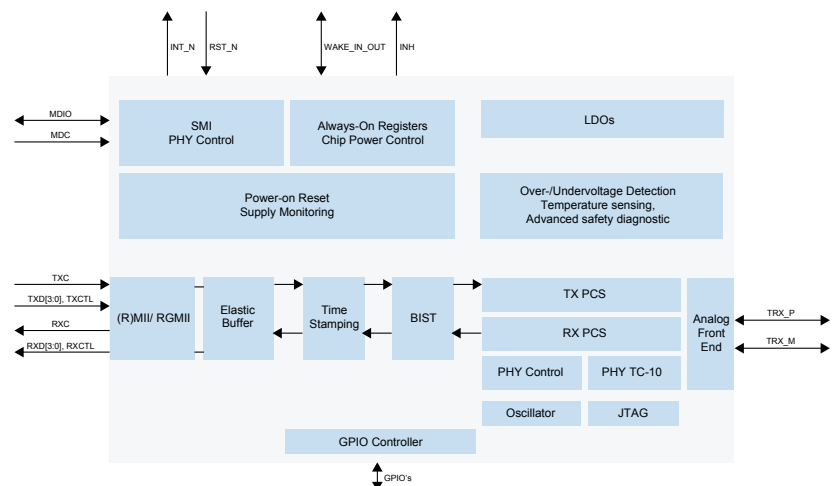 INT_N
RST_N
WAKE_IN_OUT
INH
MDIO
MDC
SMI
PHY Control
Always-On Registers
Chip Power Control
LDOs
Power-on Reset
Supply Monitoring
Over-/Undervoltage Detection
Temperature sensing,
Advanced safety diagnostic
TXC
TXD[3:0], TXCTL
RXC
RXD[3:0], RXCTL
(R)MII/ RGMII
Elastic
Buffer
Time
Stamping
BIST
TX PCS
RX PCS
PHY Control
PHY TC-10
Oscillator
JTAG
Analog
Front
End
TRX_P
TRX_M
GPIO Controller
GPIO's